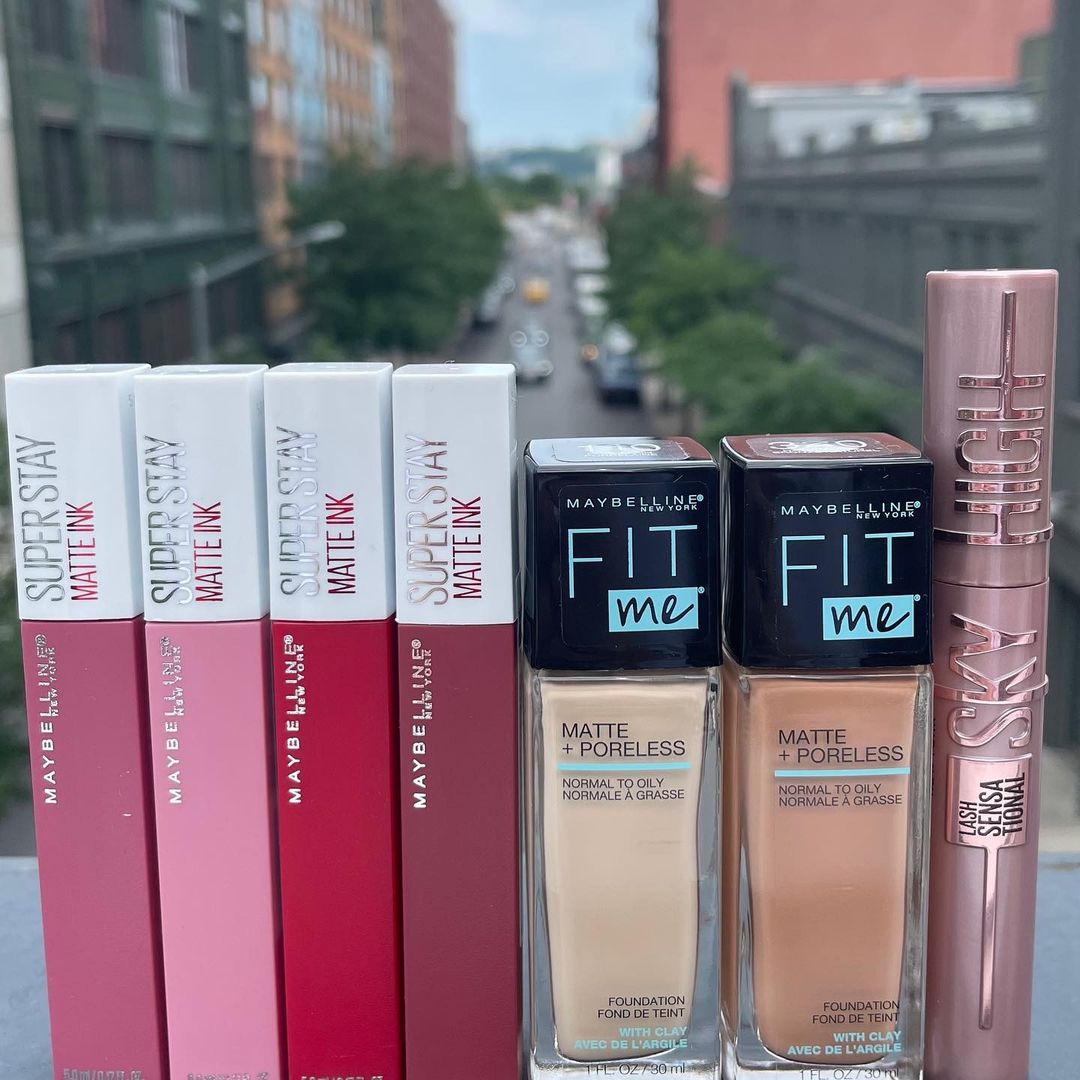 SUPER STAY
MATTE INK
MAYBELLINE®
NEW YORK
SUPER STAY
MATTE INK
MAYBELLINE®
NEW YORK
SUPER STAY
MATTE INK
MAYBELLINE®
NEW YORK
SUPER STAY
MATTE INK
MAYBELLINE®
NEW YORK
MAYBELLINE®
NEW YORK
FIT
me®
MATTE
+ PORELESS
NORMAL TO OILY
NORMALE À GRASSE
FOUNDATION
FOND DE TEINT
WITH CLAY
AVEC DE L'ARGILE
1 FL. OZ/30 ml
MAYBELLINE®
NEW YORK
FIT
me®
MATTE
+ PORELESS
NORMAL TO OILY
NORMALE À GRASSE
FOUNDATION
FOND DE TEINT
WITH CLAY
AVEC DE L'ARGILE
1 FL. OZ/30 ml
SKY HIGH
LASH
SENSA
TIONAL